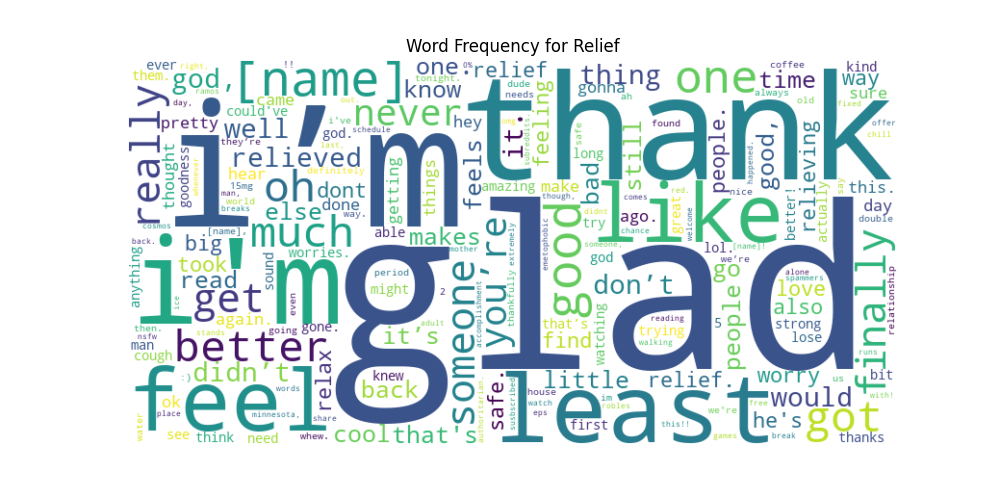 Word Frequency for Relief
ever right, !! one. relief thing one coffee kind
them. god, [name] tonight. 0% dude gonna time way
ramos came know needs ah always old sure
really day, could've never thank fixed
pretty well i've hey it. feeling found offer
they're out. god. schedule safe people. good, chill
thought goodness i’m relieved last, feels subreddits. long still happened.
hear definitely amazing bad nice relieving this.
15mg oh dont getting things make like actually say
man, world whenever though, comes red. better! day
breaks else done way. didnt ago. great welcome double
cosmos .[name], much able you’re try chance lol. [name]!
back. big worries. makes mother extremely emetophobic good god someone. we’re finally
anything i'm took sound period glad go alone
read get even might 2 someone don’t people spammers love
ice again. it’s accomplishment thankfully that’s watching reading also relationship
then. going gone. adult find trying 5 strong
nsfw stands walking lose
man better knew runs
cough :) didn’t relax back safe. little relief. worry us bit
feel words house im would with!
ok share watch robles free
place minnesota, authoritarian. eps we're he's got
water see whew. cool that's first least this!!
think need games break thanks